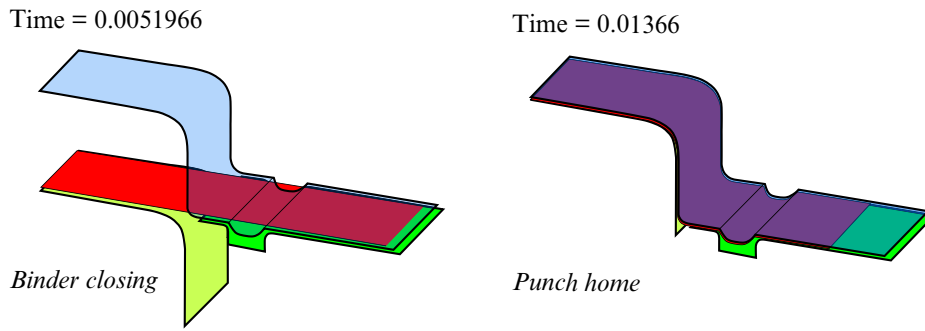 Time = 0.0051966
Time = 0.01366
Binder closing
Punch home